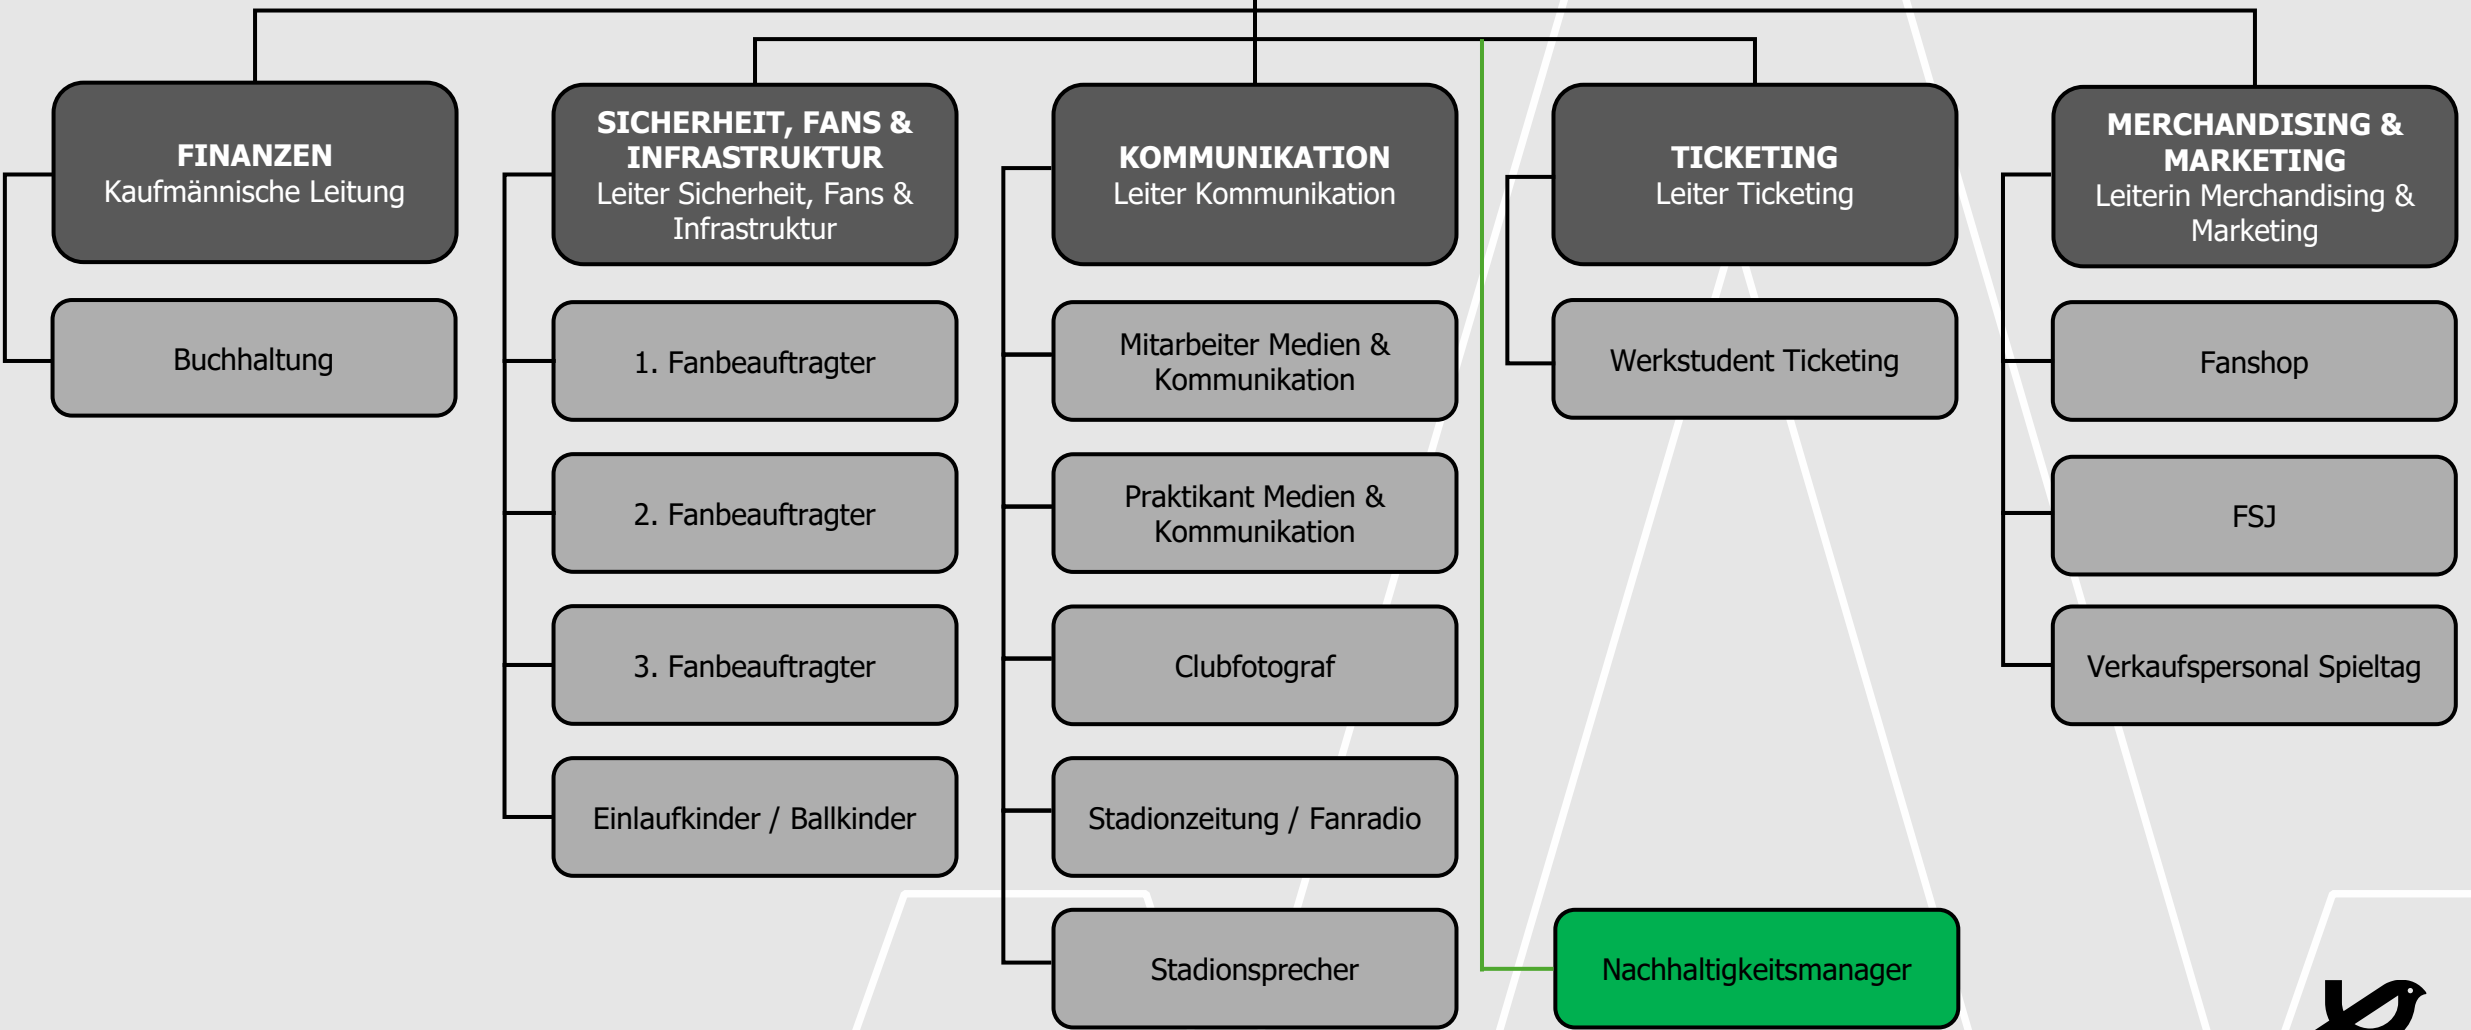 FINANZEN
Kaufmännische Leitung
Buchhaltung
SICHERHEIT, FANS &
INFRASTRUKTUR
Leiter Sicherheit, Fans &
Infrastruktur
1. Fanbeauftragter
2. Fanbeauftragter
3. Fanbeauftragter
Einlaufkinder / Ballkinder
KOMMUNIKATION
Leiter Kommunikation
Mitarbeiter Medien &
Kommunikation
Praktikant Medien &
Kommunikation
Clubfotograf
Stadionzeitung / Fanradio
Stadionsprecher
TICKETING
Leiter Ticketing
Werkstudent Ticketing
Nachhaltigkeitsmanager
MERCHANDISING &
MARKETING
Leiterin Merchandising &
Marketing
Fanshop
FSJ
Verkaufspersonal Spieltag